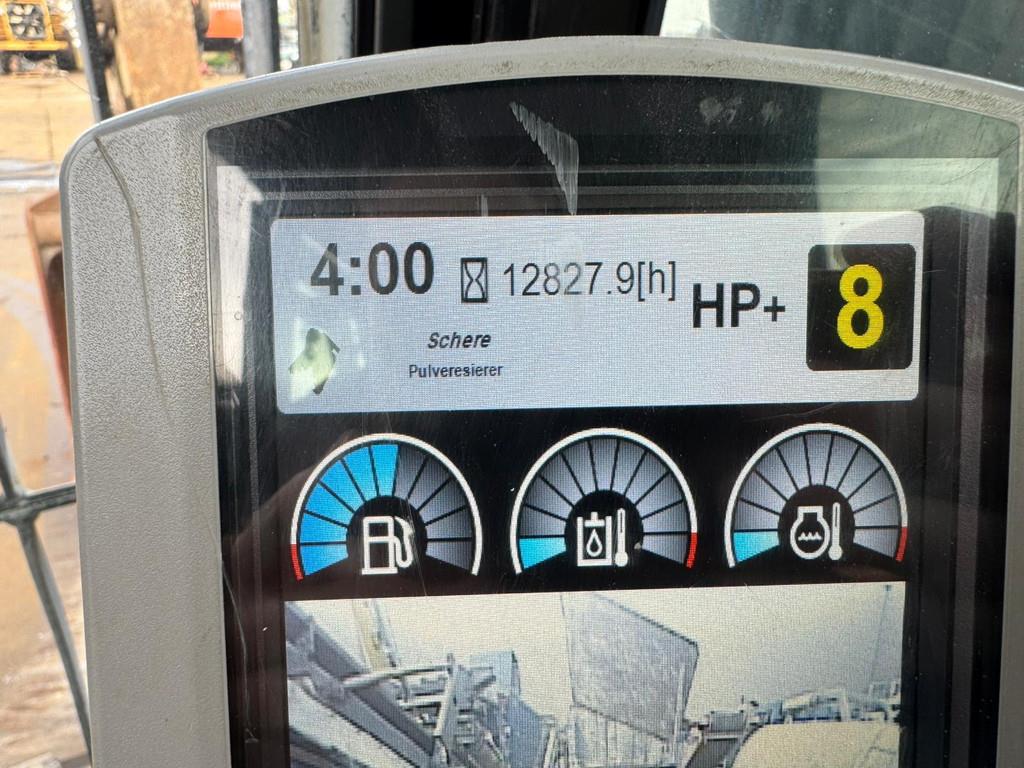 4:00 12827.9[h] HP+ 8
Schere
Pulveresierer